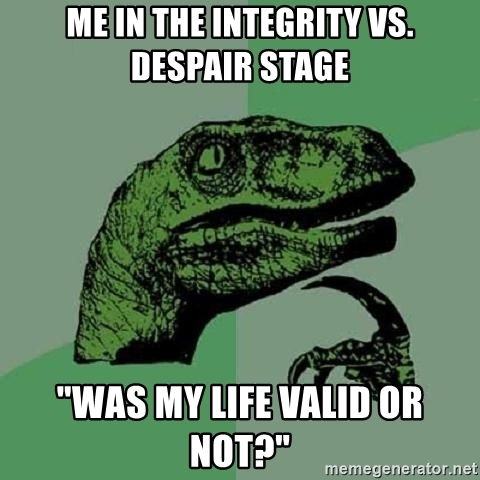 ME IN THE INTEGRITY VS.
DESPAIR STAGE
"WAS MY LIFE VALID OR
NOT?"
memegenerator.net